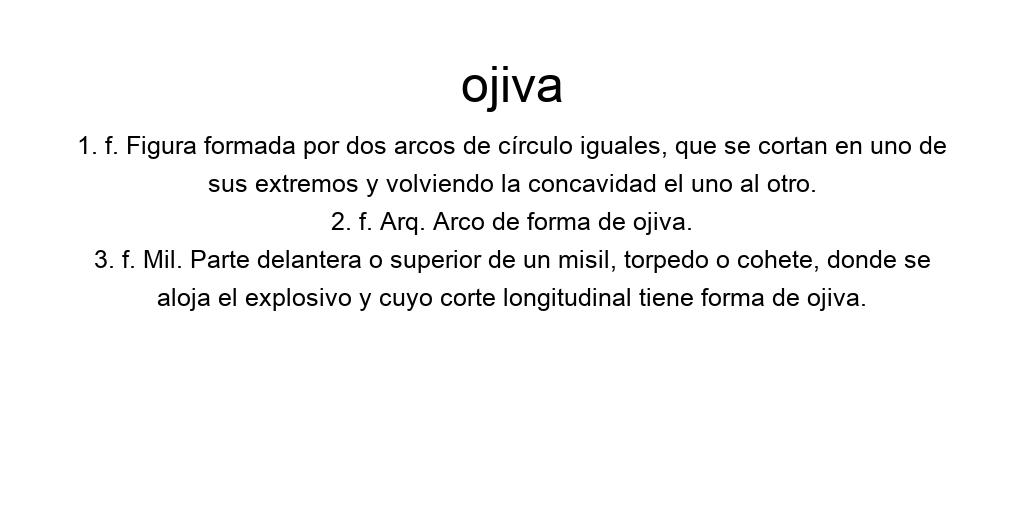 ojiva
1. f. Figura formada por dos arcos de círculo iguales, que se cortan en uno de
sus extremos y volviendo la concavidad el uno al otro.
2. f. Arq. Arco de forma de ojiva.
3. f. Mil. Parte delantera o superior de un misil, torpedo o cohete, donde se
aloja el explosivo y cuyo corte longitudinal tiene forma de ojiva.